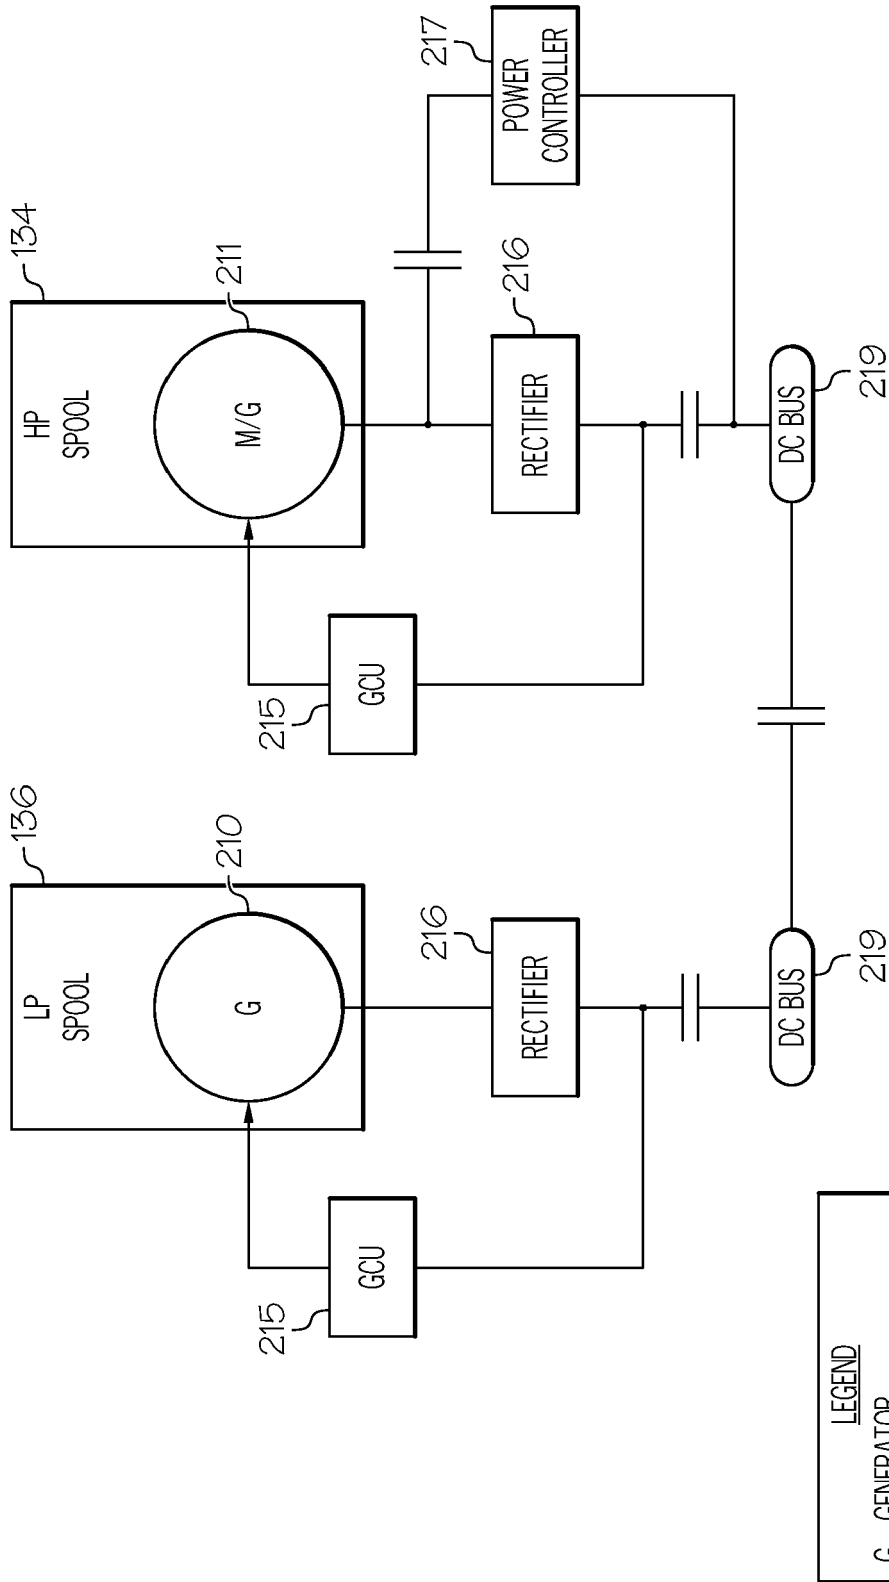 136
LP
SPOOL
210
G
215
GCU
216
RECTIFIER
DC BUS
219
134
HP
SPOOL
211
M/G
215
GCU
216
RECTIFIER
217
POWER
CONTROLLER
DC BUS
219
LEGEND
G GENERATOR